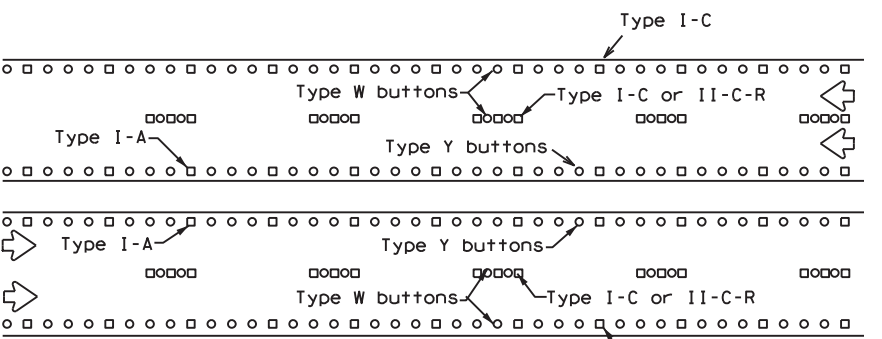 Type I-C
Type W buttons
Type I-C or II-C-R
Type I-A
Type Y buttons
Type I-A
Type Y buttons
Type W buttons
Type I-C or II-C-R